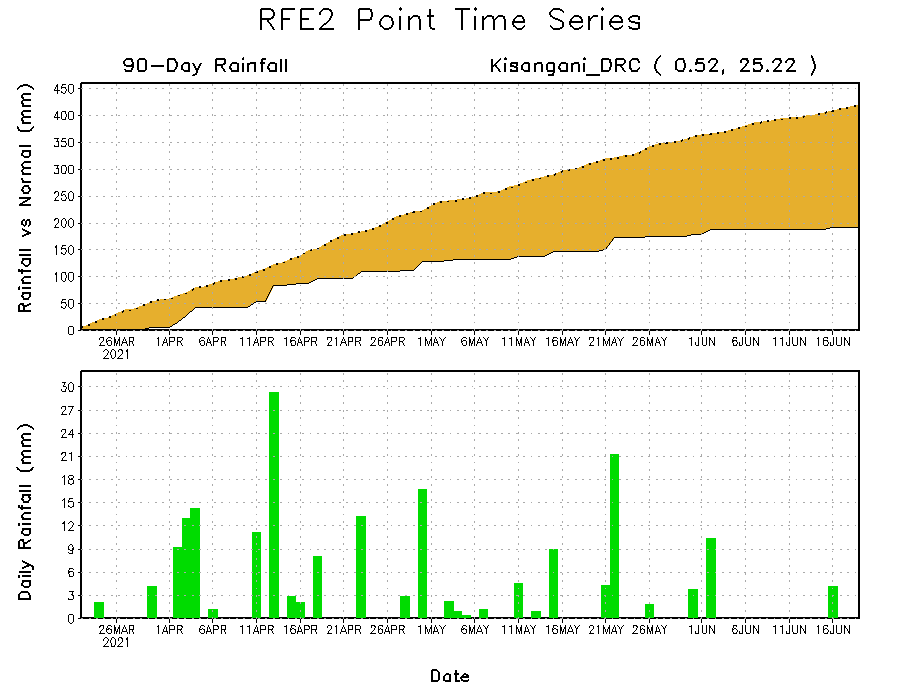 RFE2 Point Time Series
90-Day Rainfall
Kisangani_DRC ( 0.52, 25.22 )
Rainfall vs Normal (mm)
450
400
350
300
250
200
150
100
50
0
26MAR 1APR 6APR 11APR 16APR 21APR 26APR 1MAY 6MAY 11MAY 16MAY 21MAY 26MAY 1JUN 6JUN 11JUN 16JUN
2021
Daily Rainfall (mm)
30
27
24
21
18
15
12
9
6
3
0
26MAR 1APR 6APR 11APR 16APR 21APR 26APR 1MAY 6MAY 11MAY 16MAY 21MAY 26MAY 1JUN 6JUN 11JUN 16JUN
2021
Date